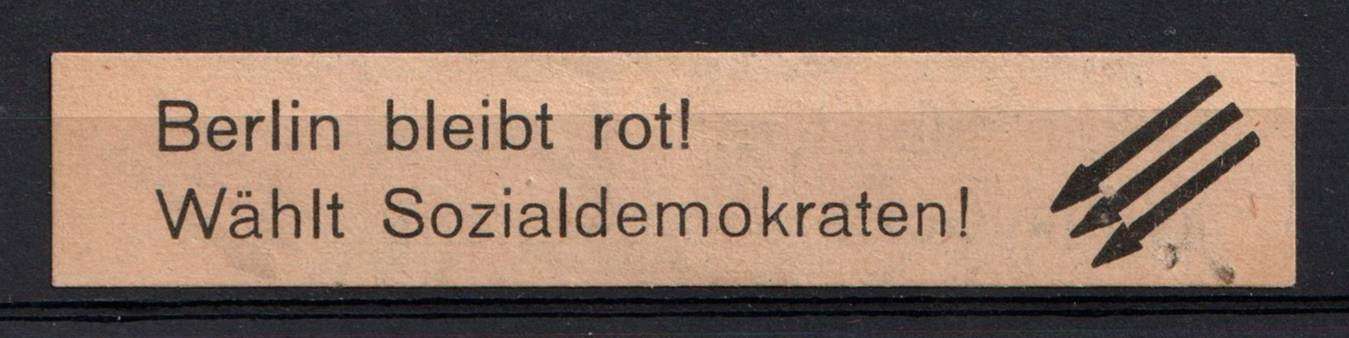 Berlin bleibt rot!
Wählt Sozialdemokraten!